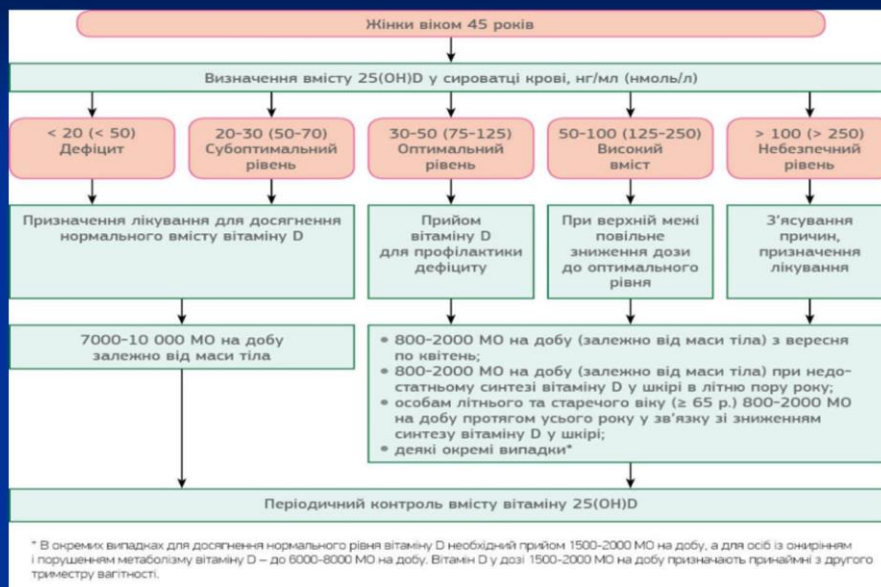 Жінки віком 45 років
Визначення вмісту 25(ОН)D у сироватці крові, нг/мл (нмоль/л)
< 20 (< 50)
Дефіцит
20-30 (50-70)
Субоптимальний
рівень
30-50 (75-125)
Оптимальний
рівень
50-100 (125-250)
Високий
вміст
> 100 (> 250)
Небезпечний
рівень
Призначення лікування для досягнення
нормального вмісту вітаміну D
Прийом
вітаміну D
для профілактики
дефіциту
При верхній межі
повільне
зниження дози
до оптимального
рівня
З’ясування
причин,
призначення
лікування
7000-10 000 МО на добу
залежно від маси тіла
• 800-2000 МО на добу (залежно від маси тіла) з вересня
по квітень;
• 800-2000 МО на добу (залежно від маси тіла) при недо-
статньому синтезі вітаміну D у шкірі в літню пору року;
• особам літнього та старечого віку (≥ 65 р.) 800-2000 МО
на добу протягом усього року у зв’язку зі зниженням
синтезу вітаміну D у шкірі;
• деякі окремі випадки*
Періодичний контроль вмісту вітаміну 25(ОН)D
* В окремих випадках для досягнення нормального рівня вітаміну D необхідний прийом 1500-2000 МО на добу, а для осіб із ожирінням
і порушенням метаболізму вітаміну D – до 6000-8000 МО на добу. Вітамін D у дозі 1500-2000 МО на добу призначають принаймні з другого
триместру вагітності.